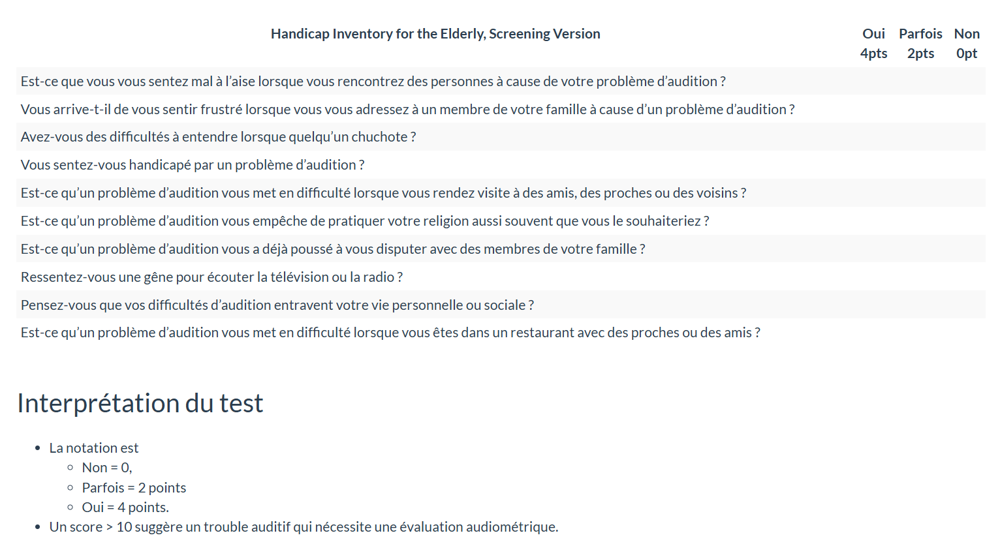 Handicap Inventory for the Elderly, Screening Version Oui Parfois Non
4pts 2pts 0pt
Est-ce que vous vous sentez mal à l’aise lorsque vous rencontrez des personnes à cause de votre problème d’audition ?
Vous arrive-t-il de vous sentir frustré lorsque vous vous adressez à un membre de votre famille à cause d’un problème d’audition ?
Avez-vous des difficultés à entendre lorsque quelqu’un chuchote ?
Vous sentez-vous handicapé par un problème d’audition ?
Est-ce qu’un problème d’audition vous met en difficulté lorsque vous rendez visite à des amis, des proches ou des voisins ?
Est-ce qu’un problème d’audition vous empêche de pratiquer votre religion aussi souvent que vous le souhaiteriez ?
Est-ce qu’un problème d’audition vous a déjà poussé à vous disputer avec des membres de votre famille ?
Ressentez-vous une gêne pour écouter la télévision ou la radio ?
Pensez-vous que vos difficultés d’audition entravent votre vie personnelle ou sociale ?
Est-ce qu’un problème d’audition vous met en difficulté lorsque vous êtes dans un restaurant avec des proches ou des amis ?
Interprétation du test
• La notation est
◦ Non = 0,
◦ Parfois = 2 points
◦ Oui = 4 points.
• Un score > 10 suggère un trouble auditif qui nécessite une évaluation audiométrique.